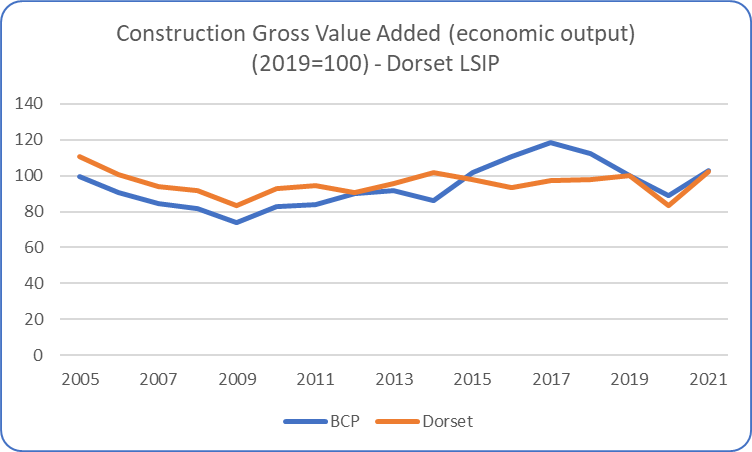 Construction Gross Value Added (economic output)
(2019=100) - Dorset LSIP
140
120
100
80
60
40
20
0
2005 2007 2009 2011 2013 2015 2017 2019 2021
BCP Dorset